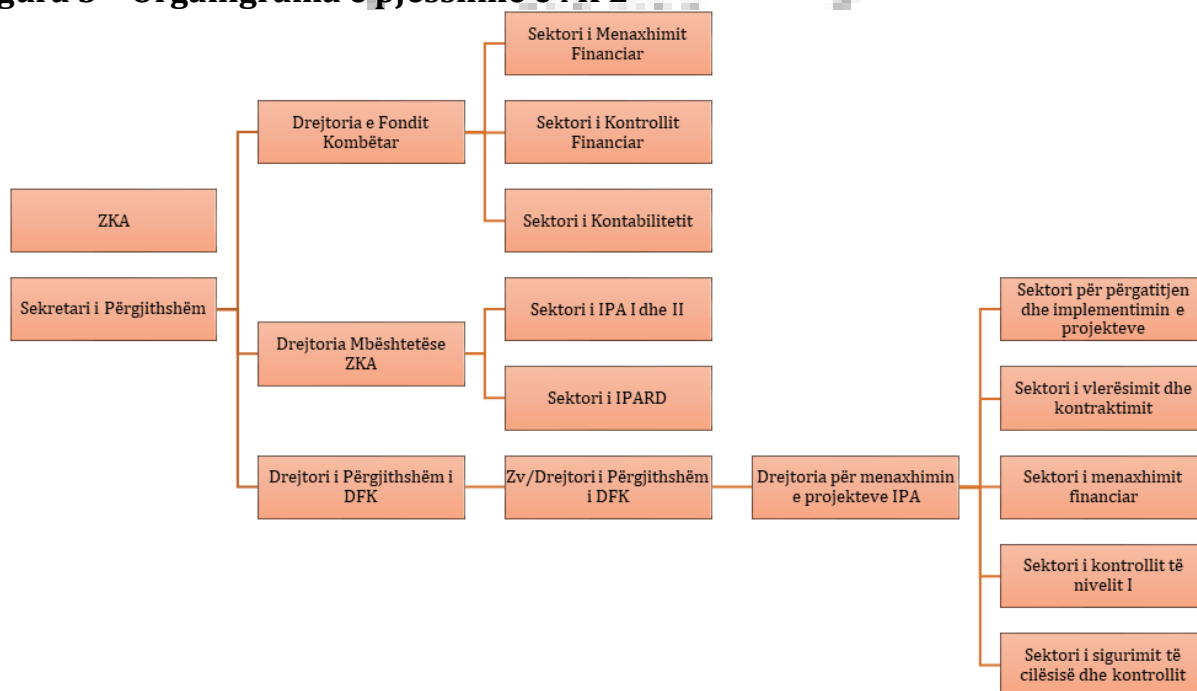 Organigrama e pjesshme e
Sektori i Menaxhimit
Financiar
Drejtoria e Fondit
Kombëtar
Sektori i Kontrollit
Financiar
Sektori i Kontabilitetit
ZKA
Sekretari i Përgjithshëm
Drejtoria Mbështetëse
ZKA
Sektori i IPA I dhe II
Sektori i IPARD
Drejtori i Përgjithshëm i
DFK
Zv/Drejtori i Përgjithshëm
i DFK
Drejtoria për menaxhimin
e projekteve IPA
Sektori për përgatitjen
dhe implementimin e
projekteve
Sektori i vlerësimit dhe
kontraktimit
Sektori i menaxhimit
financiar
Sektori i kontrollit të
nivelit I
Sektori i sigurimit të
cilësisë dhe kontrollit